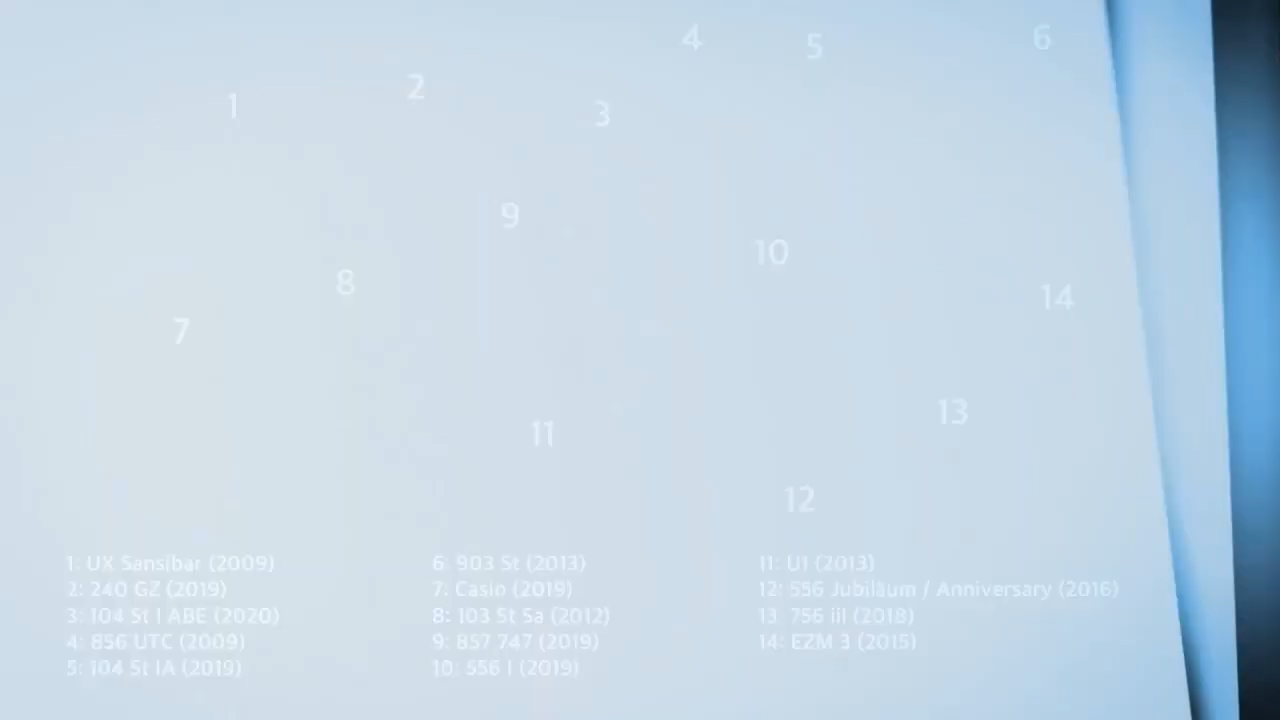 4
5
6
2
1
3
9
10
8
14
7
13
11
12
1: UX Sansibar (2009)
2: 240 GZ (2019)
3: 104 St I ABE (2020)
4: 856 UTC (2009)
5: 104 St IA (2019)
6: 903 St (2013)
7: Casio (2019)
8: 103 St Sa (2012)
9: 857 747 (2019)
10: 556 I (2019)
11: U1 (2013)
12: 556 Jubiläum / Anniversary (2016)
13: 756 iii (2018)
14: EZM 3 (2015)